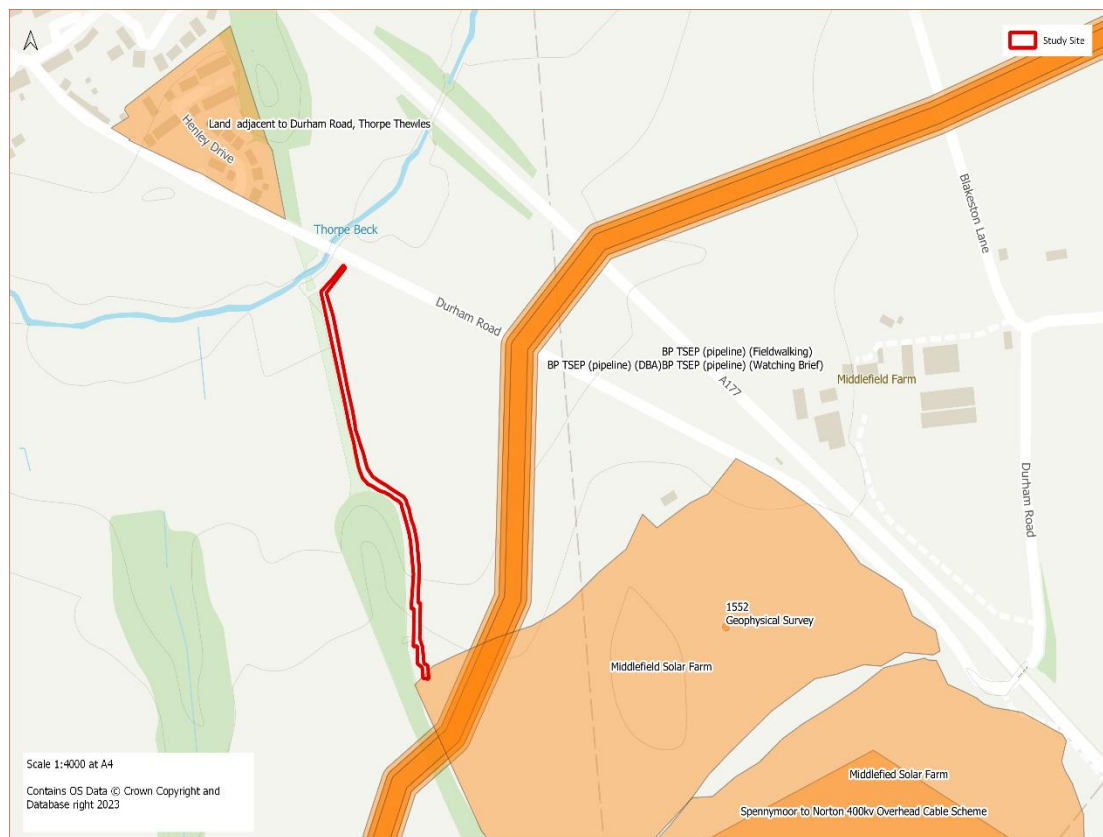 Study Site
Land adjacent to Durham Road, Thorpe Thewles
Henley Drive
Thorpe Beck
Blakeston Lane
Durham Road
BP TSEP (pipeline) (Fieldwalking)
BP TSEP (pipeline) (DBA)BP TSEP (pipeline) (Watching Brief)
A177
Middlefield Farm
Durham Road
1552
Geophysical Survey
Middlefield Solar Farm
Scale 1:4000 at A4
Contains OS Data © Crown Copyright and
Database right 2023
Middlefied Solar Farm
Spennymoor to Norton 400kv Overhead Cable Scheme